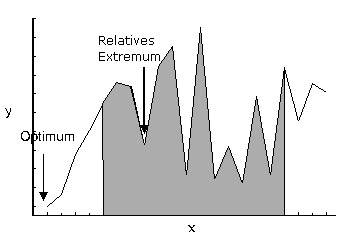 Relatives
Extremum
y
Optimum
x